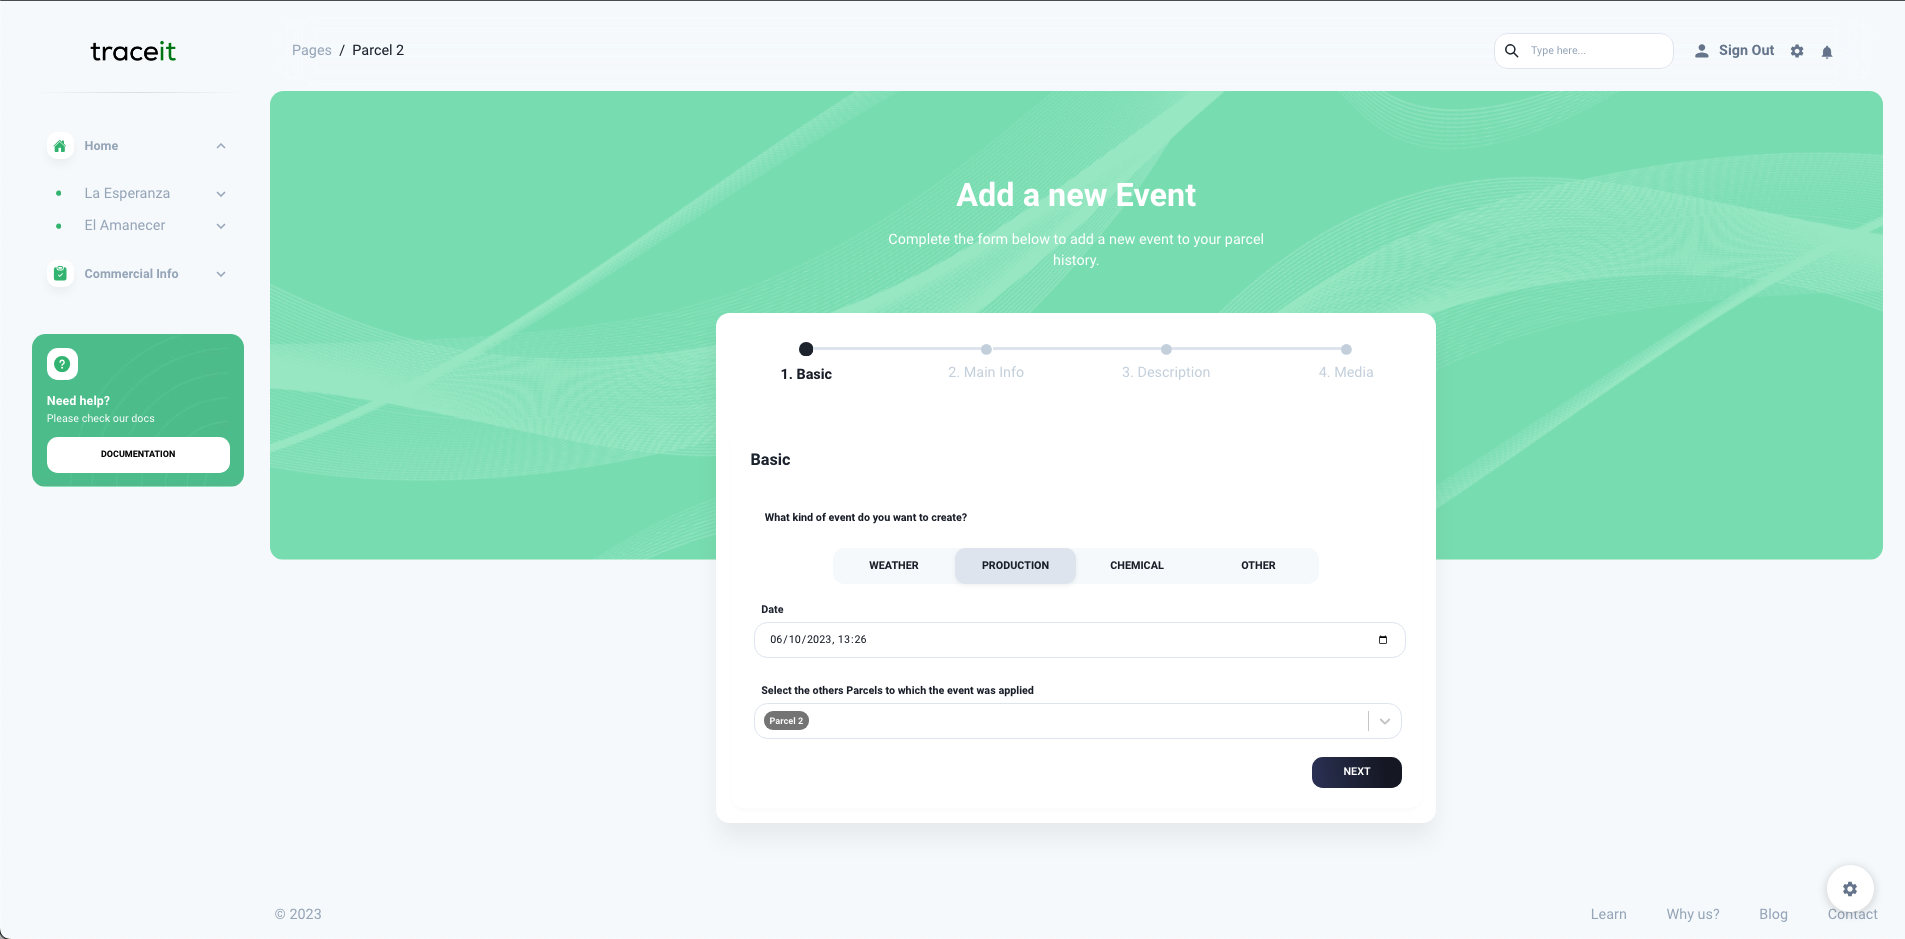 traceit
Pages / Parcel 2
Type here...
Sign Out
Home
La Esperanza
El Amanecer
Commercial Info
?
Need help?
Please check our docs
DOCUMENTATION
Add a new Event
Complete the form below to add a new event to your parcel
history.
1. Basic
2. Main Info
3. Description
4. Media
Basic
What kind of event do you want to create?
WEATHER
PRODUCTION
CHEMICAL
OTHER
Date
06/10/2023, 13:26
Select the others Parcels to which the event was applied
Parcel 2
NEXT
© 2023
Learn
Why us?
Blog
Contact